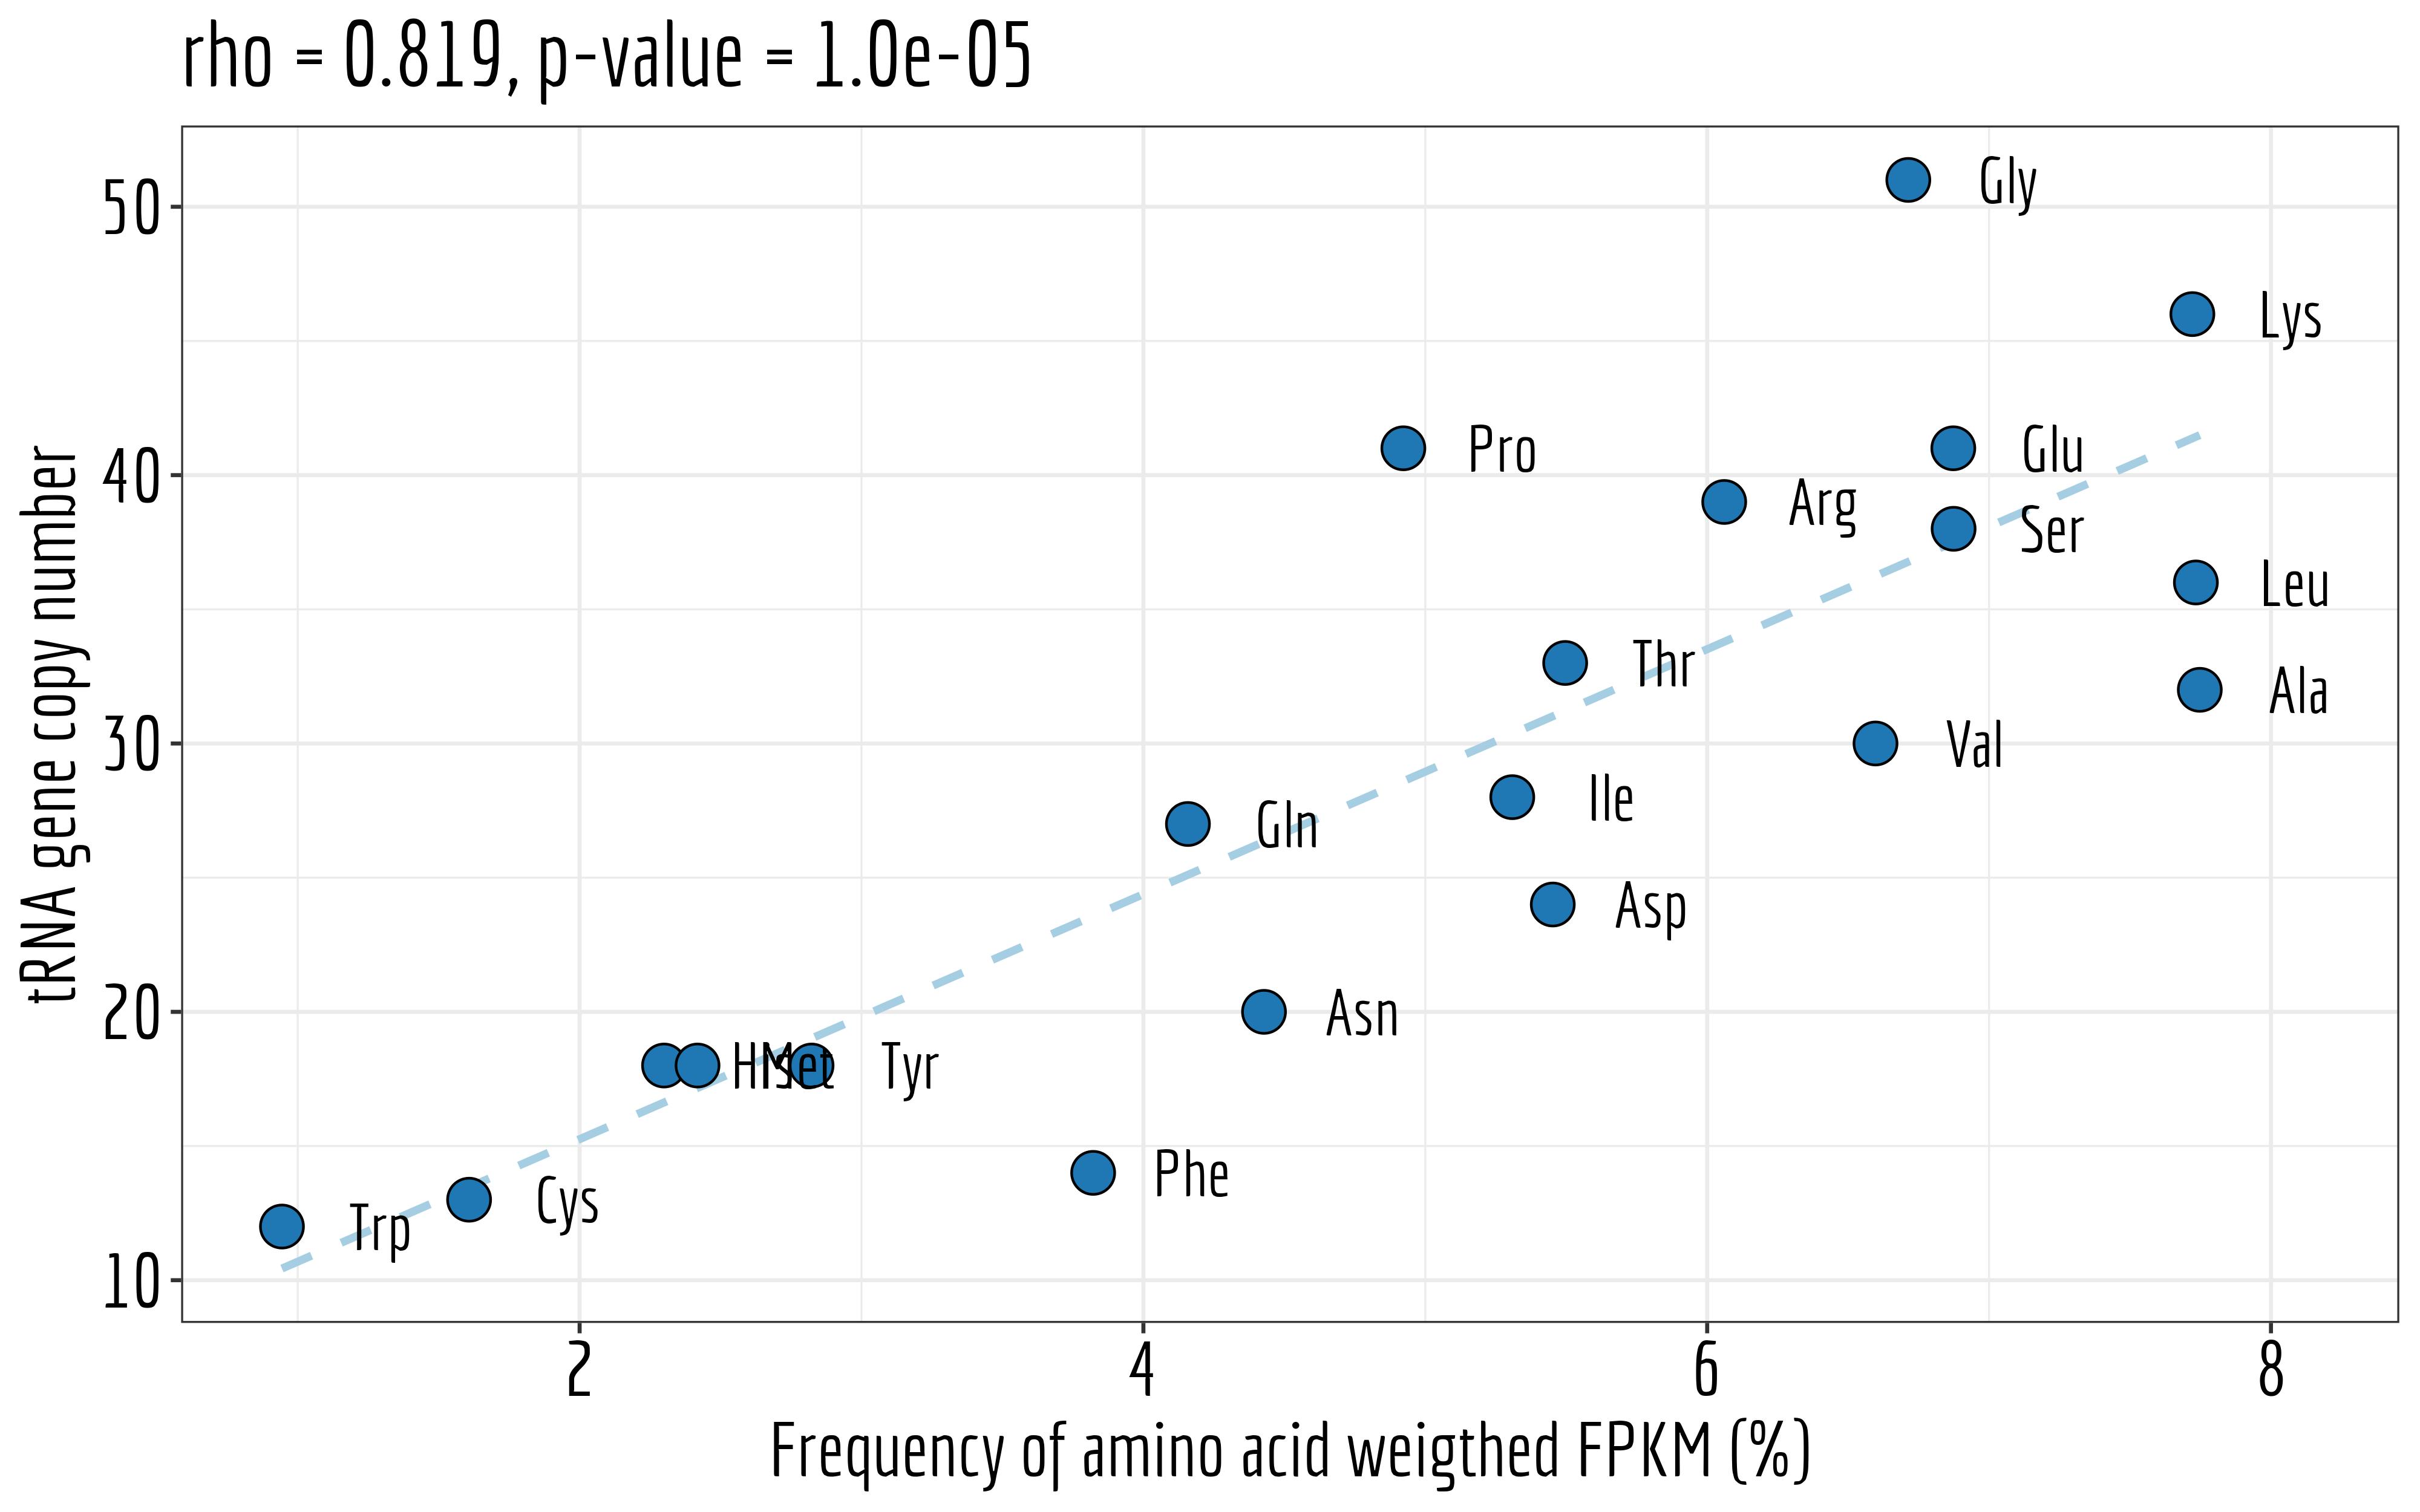 rho = 0.819, p-value = 1.0e-05
tRNA gene copy number
50
40
30
20
10
Gly
Lys
Pro
Glu
Arg
Ser
Leu
Thr
Ala
Val
Ile
Gln
Asp
Asn
His
Met
Tyr
Phe
Cys
Trp
2 4 6 8
Frequency of amino acid weigthed FPKM (%)